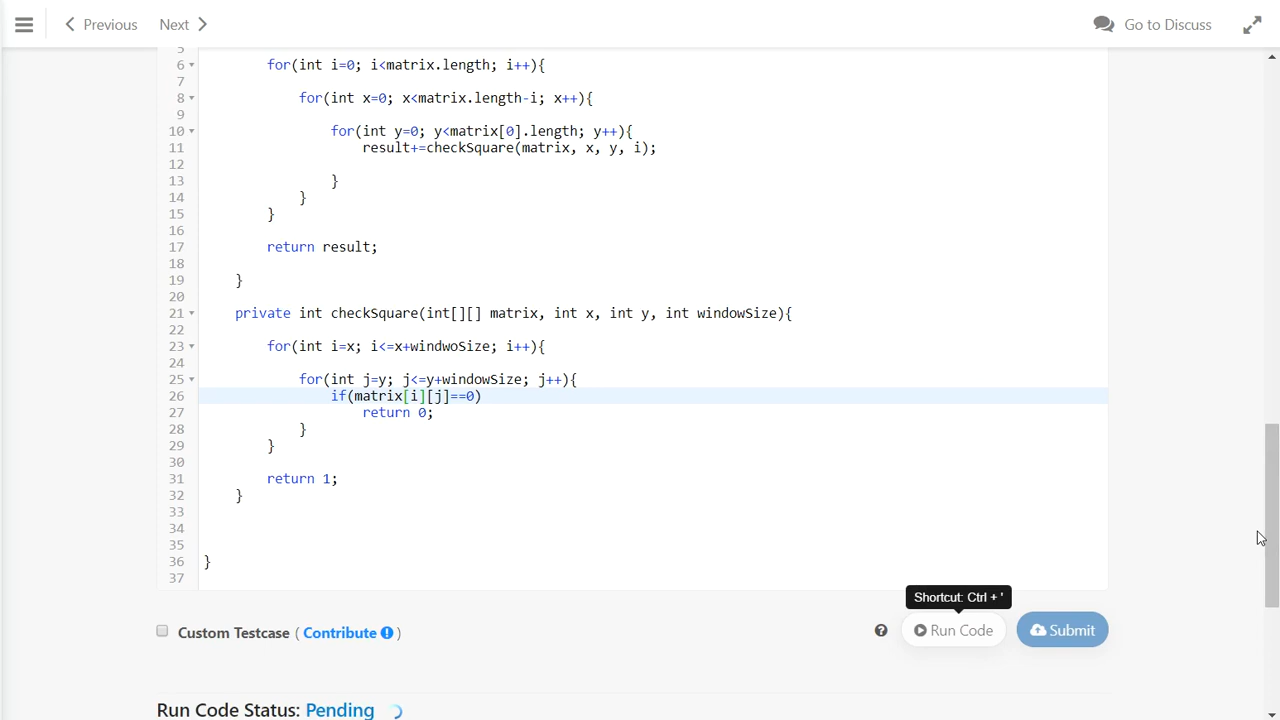 Previous Next Go to Discuss
5
6 for(int i=0; i<matrix.length; i++){
7
8 for(int x=0; x<matrix.length-i; x++){
9
10 for(int y=0; y<matrix[0].length; y++){
11 result+=checkSquare(matrix, x, y, i);
12
13 }
14 }
15 }
16
17 return result;
18
19 }
20
21 private int checkSquare(int[][] matrix, int x, int y, int windowSize){
22
23 for(int i=x; i<=x+windwoSize; i++){
24
25 for(int j=y; j<=y+windowSize; j++){
26 if(matrix[i][j]==0)
27 return 0;
28 }
29 }
30
31 return 1;
32 }
33
34
35
36 }
37
Shortcut: Ctrl + '
Custom Testcase ( Contribute ) Run Code Submit
Run Code Status: Pending